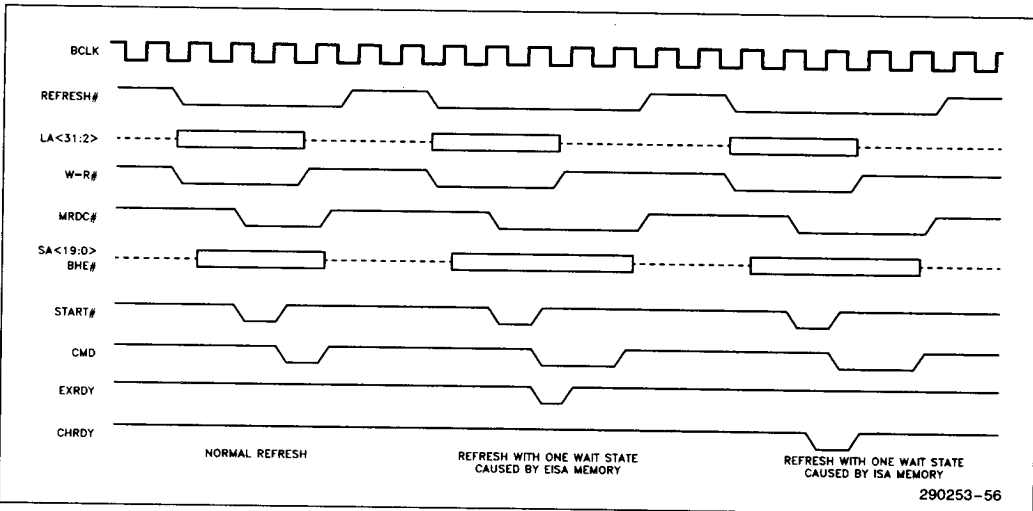 BCLK
REFRESH#
LA<31:2>
W-R#
MRDC#
SA<19:0>
BHE#
START#
CMD
EXRDY
CHRDY
NORMAL REFRESH
REFRESH WITH ONE WAIT STATE
CAUSED BY EISA MEMORY
REFRESH WITH ONE WAIT STATE
CAUSED BY ISA MEMORY
290253-56